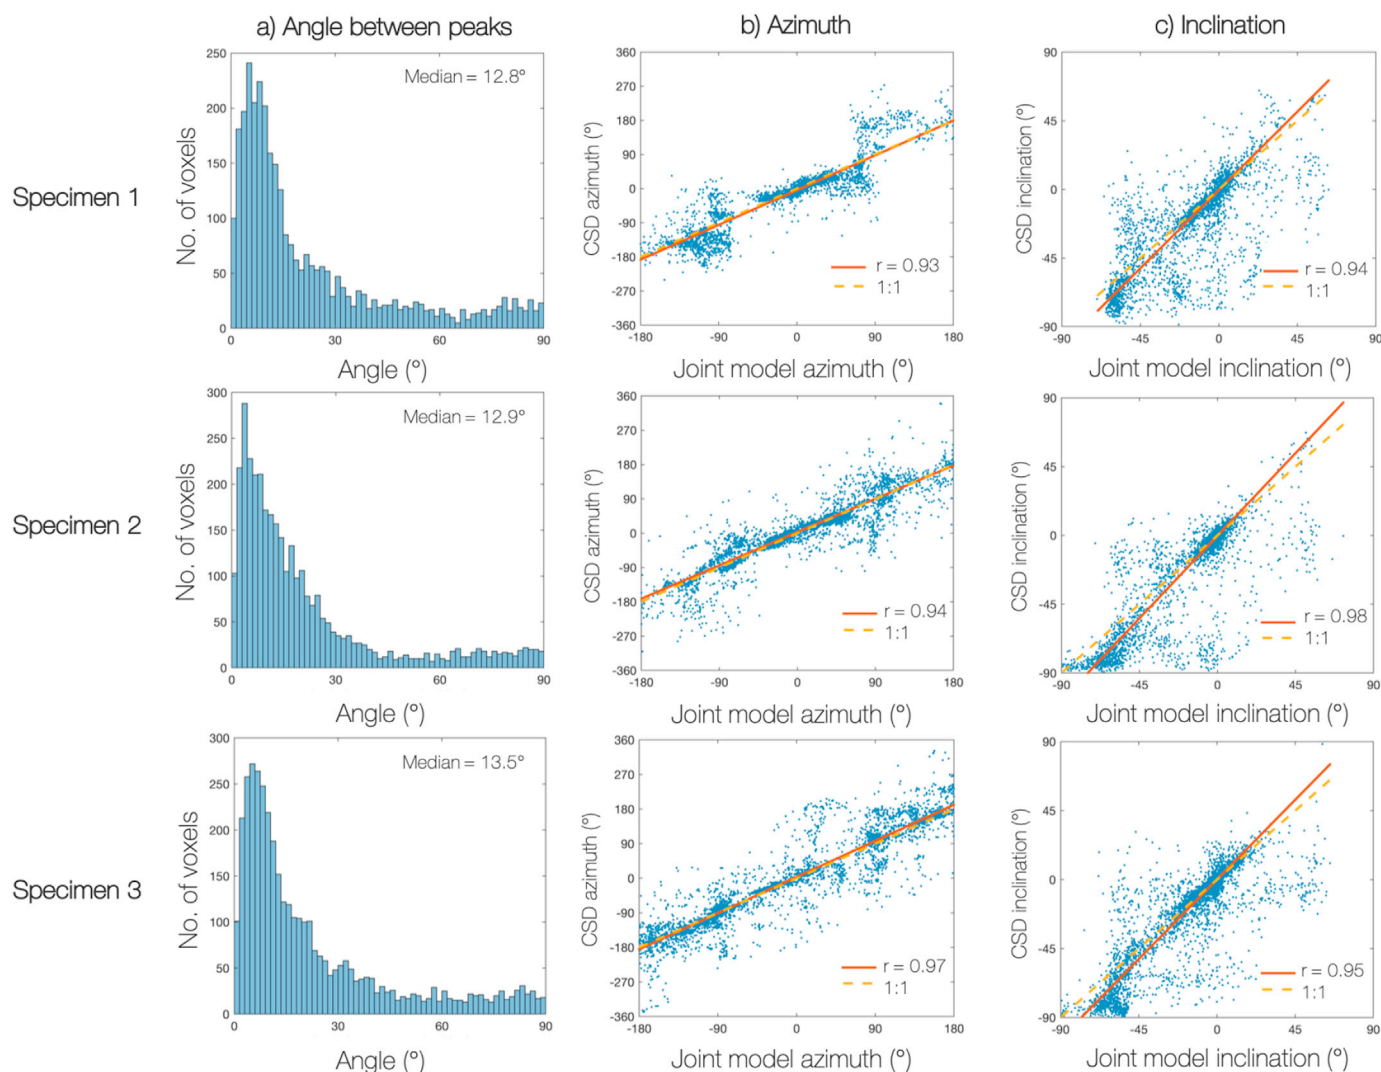 a) Angle between peaks
b) Azimuth
c) Inclination
Specimen 1
No. of voxels
250
200
150
100
50
0
Median = 12.8°
0 30 60 90
Angle (°)
CSD azimuth (°)
360
270
180
90
0
-90
-180
-270
-360
r = 0.93
1:1
-180 -90 0 90 180
Joint model azimuth (°)
CSD inclination (°)
90
45
0
-45
-90
r = 0.94
1:1
-90 -45 0 45 90
Joint model inclination (°)
Specimen 2
No. of voxels
300
250
200
150
100
50
0
Median = 12.9°
0 30 60 90
Angle (°)
CSD azimuth (°)
360
270
180
90
0
-90
-180
-270
-360
r = 0.94
1:1
-180 -90 0 90 180
Joint model azimuth (°)
CSD inclination (°)
90
45
0
-45
-90
r = 0.98
1:1
-90 -45 0 45 90
Joint model inclination (°)
Specimen 3
No. of voxels
300
250
200
150
100
50
0
Median = 13.5°
0 30 60 90
Angle (°)
CSD azimuth (°)
360
270
180
90
0
-90
-180
-270
-360
r = 0.97
1:1
-180 -90 0 90 180
Joint model azimuth (°)
CSD inclination (°)
90
45
0
-45
-90
r = 0.95
1:1
-90 -45 0 45 90
Joint model inclination (°)